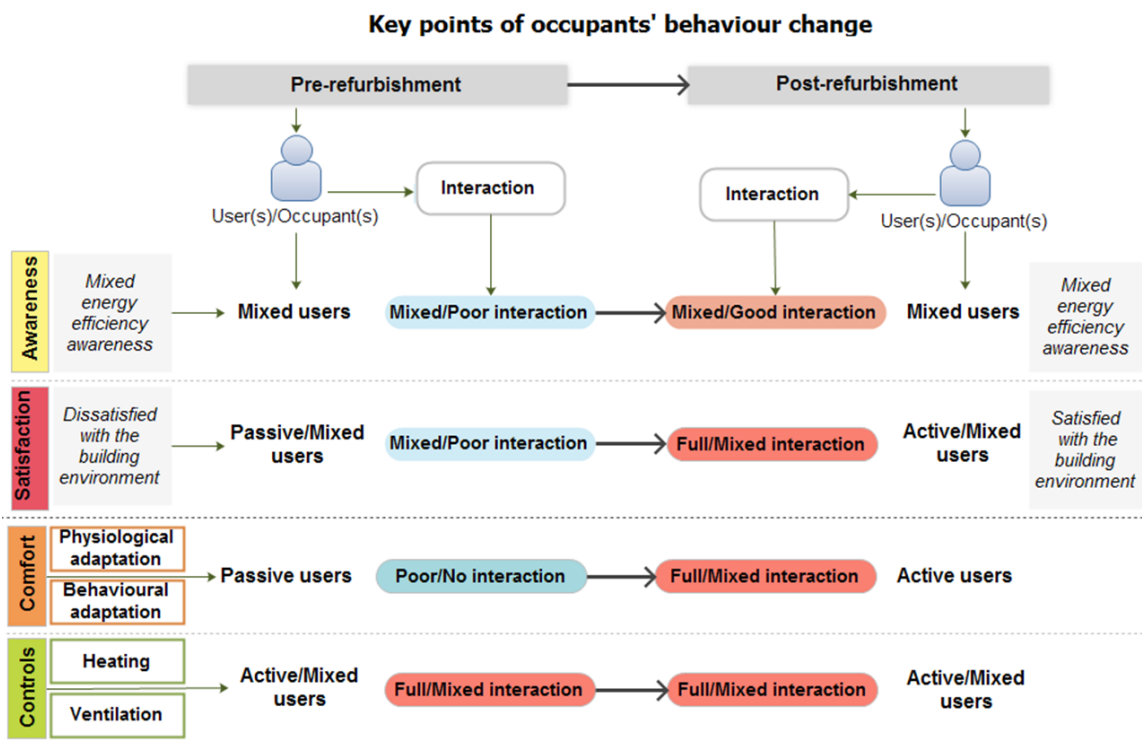 Key points of occupants' behaviour change
Pre-refurbishment
Post-refurbishment
Interaction
Interaction
User(s)/Occupant(s)
User(s)/Occupant(s)
Awareness
Mixed
energy
efficiency
awareness
Mixed users
Mixed/Poor interaction
Mixed/Good interaction
Mixed users
Mixed
energy
efficiency
awareness
Satisfaction
Dissatisfied
with the
building
environment
Passive/Mixed
users
Mixed/Poor interaction
Full/Mixed interaction
Active/Mixed
users
Satisfied
with the
building
environment
Comfort
Physiological
adaptation
Behavioural
adaptation
Passive users
Poor/No interaction
Full/Mixed interaction
Active users
Controls
Heating
Ventilation
Active/Mixed
users
Full/Mixed interaction
Full/Mixed interaction
Active/Mixed
users